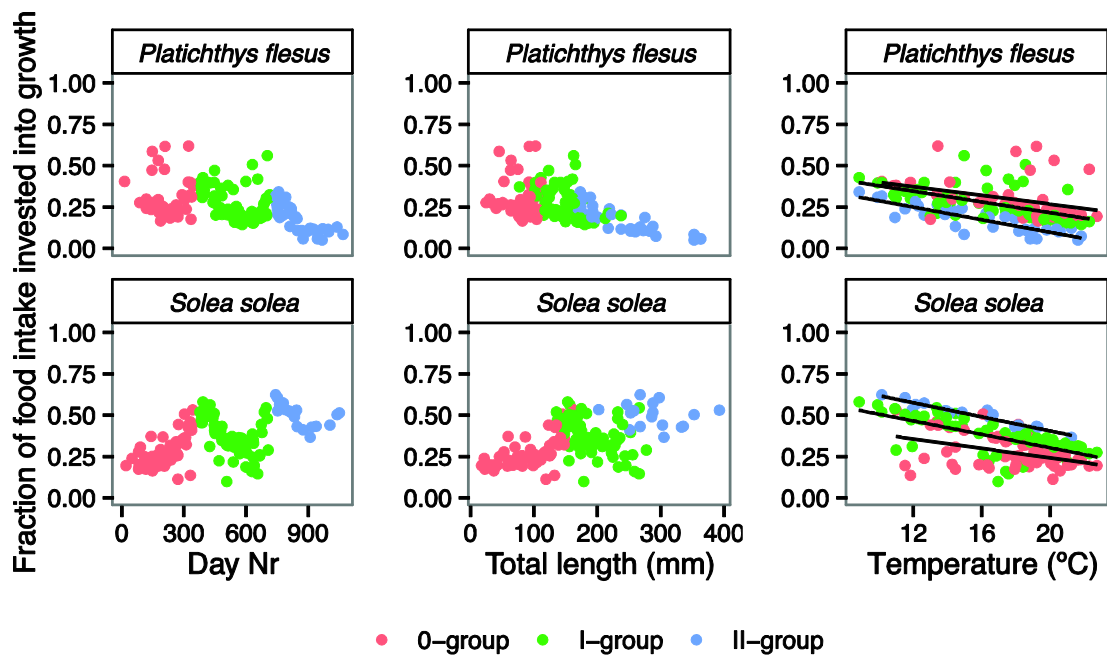 Fraction of food intake invested into growth
Platichthys flesus
Platichthys flesus
Platichthys flesus
1.00
0.75
0.50
0.25
0.00
1.00
0.75
0.50
0.25
0.00
1.00
0.75
0.50
0.25
0.00
Solea solea
Solea solea
Solea solea
1.00
0.75
0.50
0.25
0.00
1.00
0.75
0.50
0.25
0.00
1.00
0.75
0.50
0.25
0.00
0 300 600 900
0 100 200 300 400
12 16 20
Day Nr
Total length (mm)
Temperature (ºC)
0-group I-group II-group